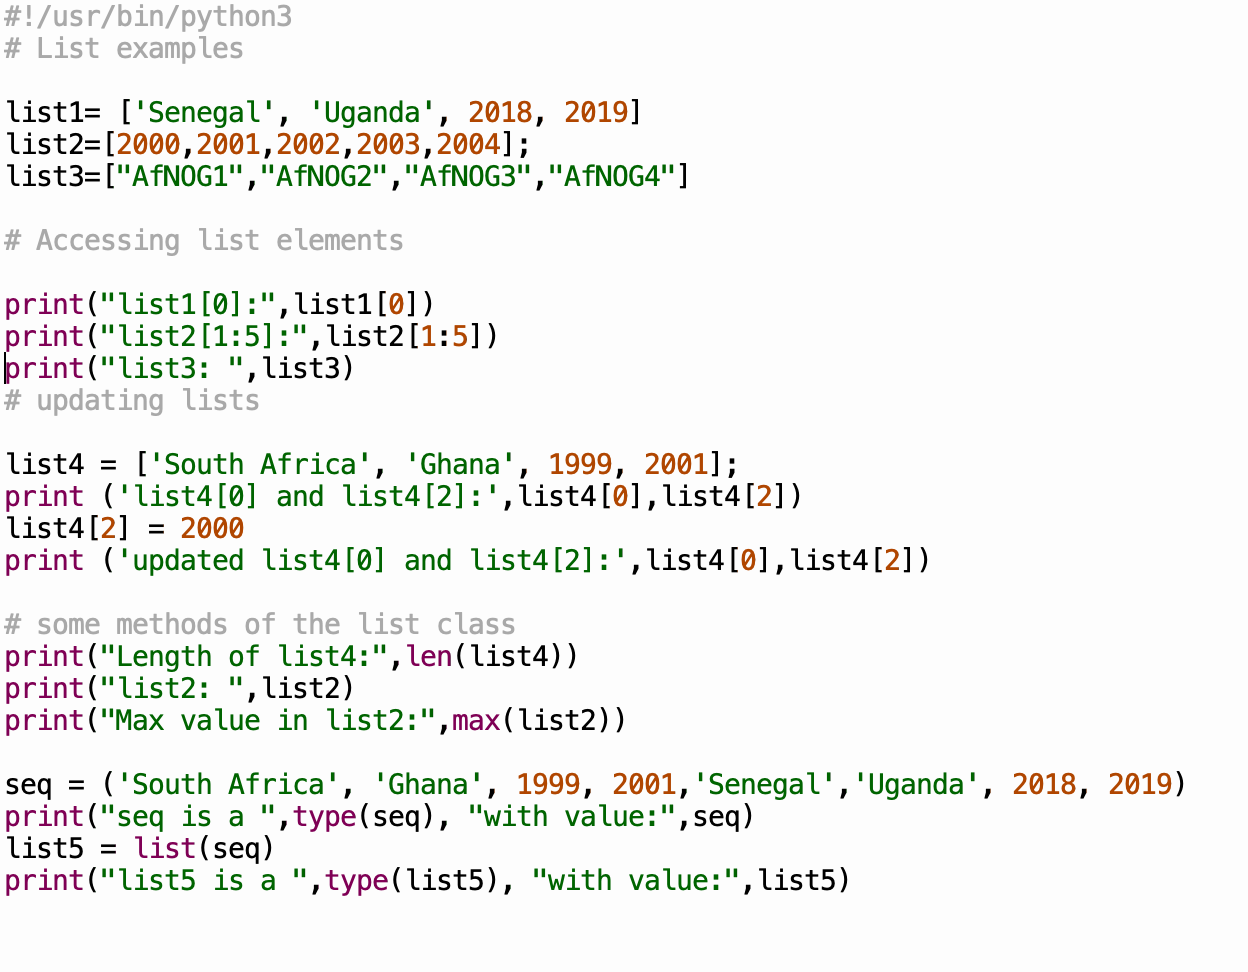 #!/usr/bin/python3
# List examples
list1= ['Senegal', 'Uganda', 2018, 2019]
list2=[2000,2001,2002,2003,2004];
list3=["AfNOG1","AfNOG2","AfNOG3","AfNOG4"]
# Accessing list elements
print("list1[0]:",list1[0])
print("list2[1:5]:",list2[1:5])
print("list3: ",list3)
# updating lists
list4 = ['South Africa', 'Ghana', 1999, 2001];
print ('list4[0] and list4[2]:',list4[0],list4[2])
list4[2] = 2000
print ('updated list4[0] and list4[2]:',list4[0],list4[2])
# some methods of the list class
print("Length of list4:",len(list4))
print("list2: ",list2)
print("Max value in list2:",max(list2))
seq = ('South Africa', 'Ghana', 1999, 2001,'Senegal','Uganda', 2018, 2019)
print("seq is a ",type(seq), "with value:",seq)
list5 = list(seq)
print("list5 is a ",type(list5), "with value:",list5)